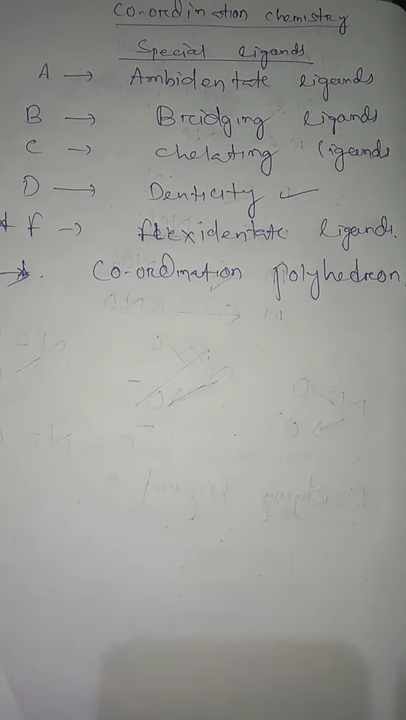 Co-ordination chemistry
Special ligands
A → Ambidentate ligands
B → Bridging ligands
C → chelating ligands
D → Denticity ✓
* F → flexidentate ligands.
→ *. Co-ordination polyhedron